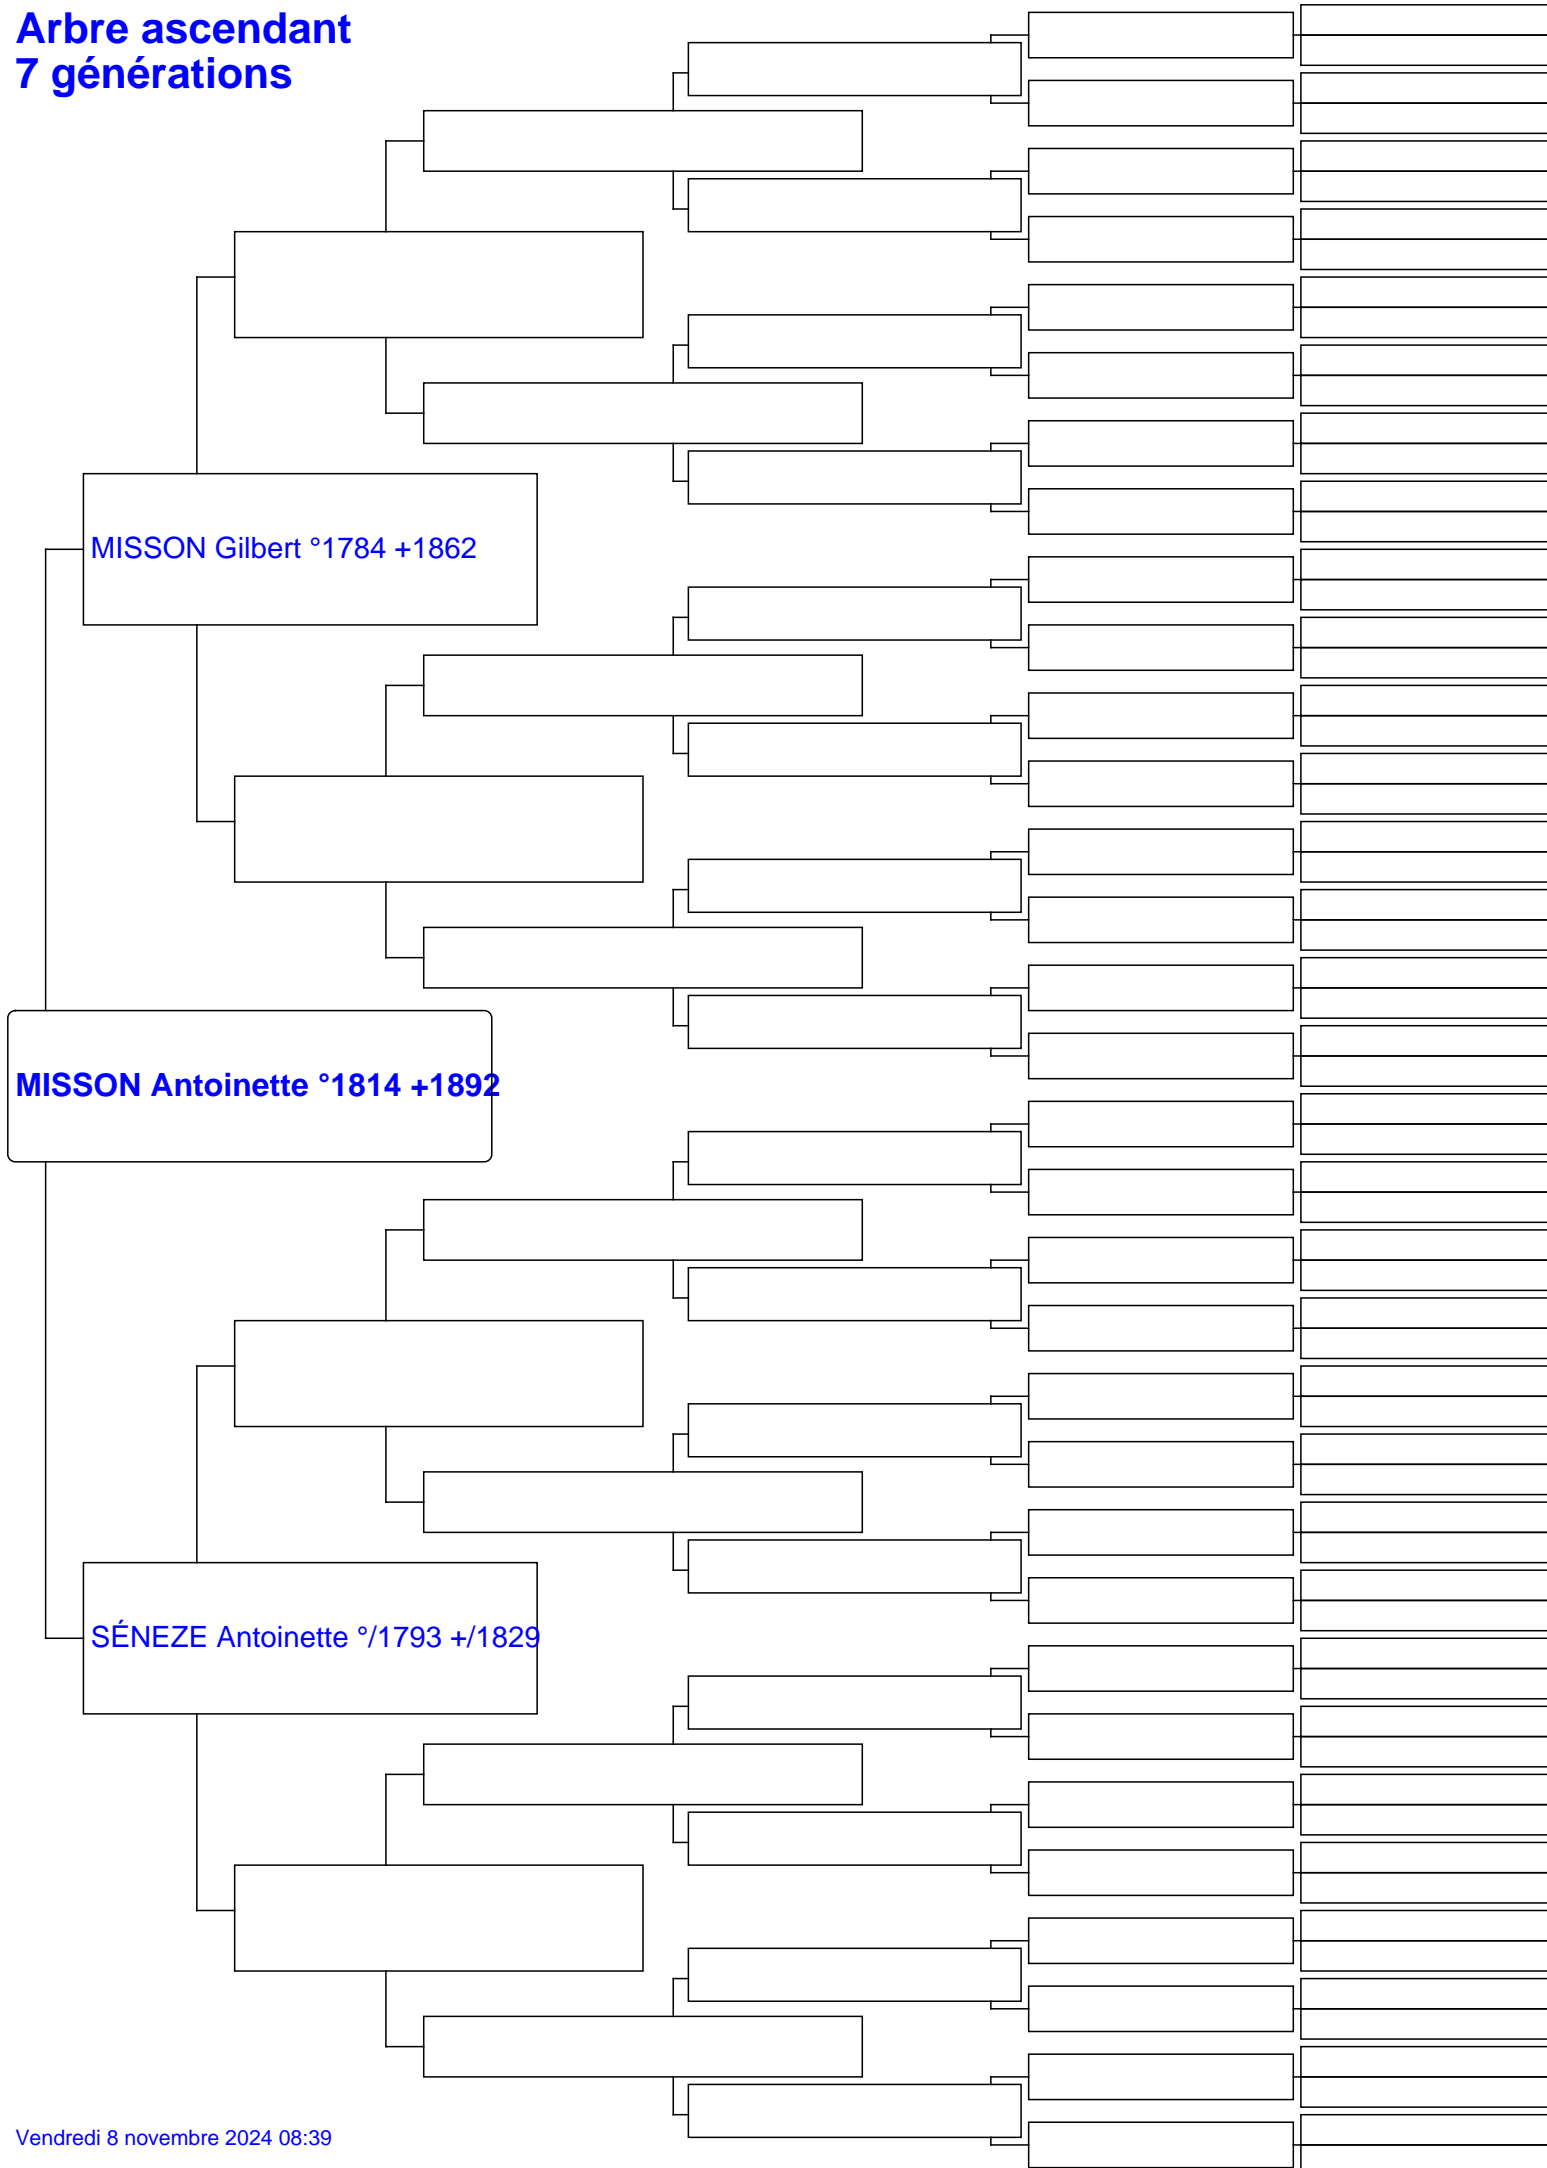 Arbre ascendant
7 générations
MISSON Gilbert °1784 +1862
MISSON Antoinette °1814 +1892
SÉNEZE Antoinette °/1793 +/1829
Vendredi 8 novembre 2024 08:39